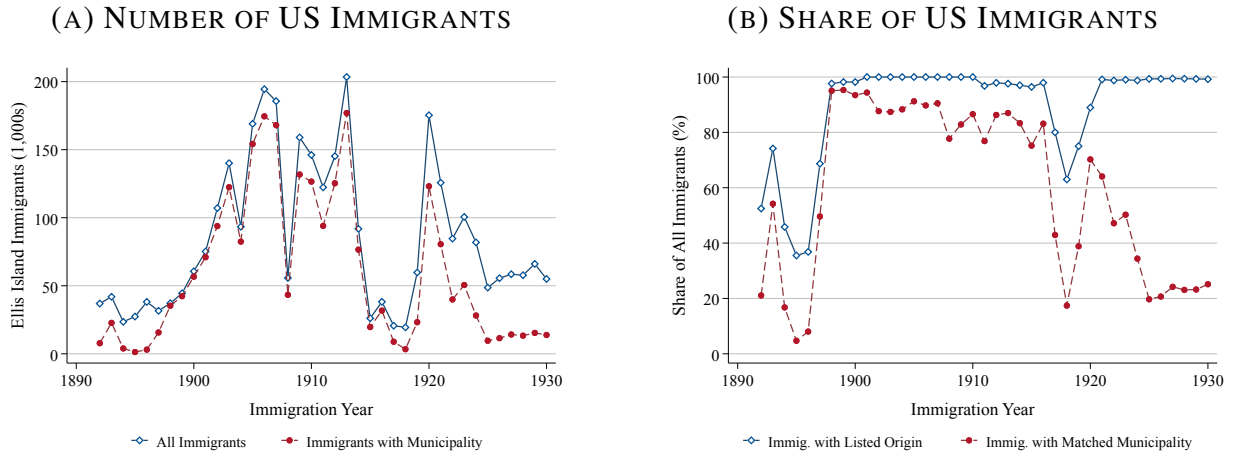 (A) NUMBER OF US IMMIGRANTS
Ellis Island Immigrants (1,000s)
200
150
100
50
0
1890 1900 1910 1920 1930
Immigration Year
All Immigrants Immigrants with Municipality
(B) SHARE OF US IMMIGRANTS
Share of All Immigrants (%)
100
80
60
40
20
0
1890 1900 1910 1920 1930
Immigration Year
Immig. with Listed Origin Immig. with Matched Municipality